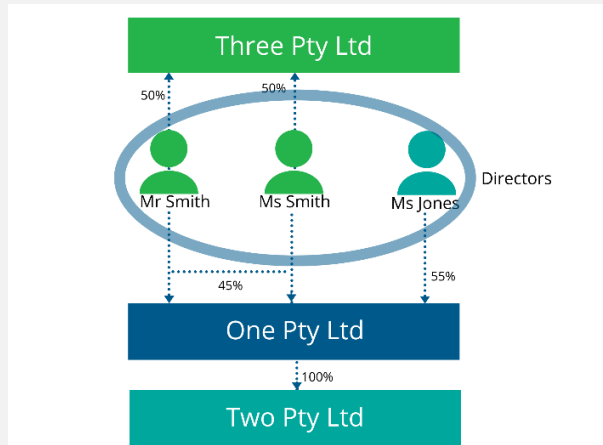 Three Pty Ltd
50%
50%
Mr Smith
Ms Smith
Ms Jones
Directors
45%
55%
One Pty Ltd
100%
Two Pty Ltd